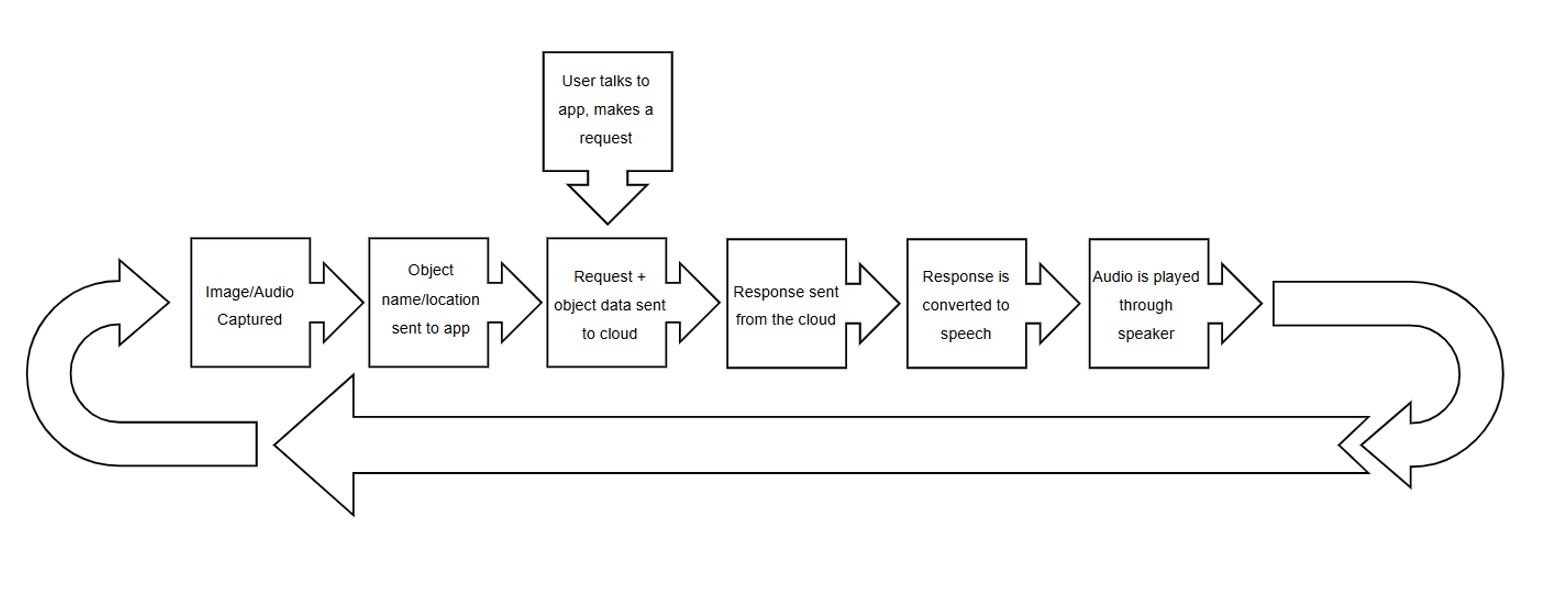 User talks to
app, makes a
request
Image/Audio
Captured
Object
name/location
sent to app
Request +
object data sent
to cloud
Response sent
from the cloud
Response is
converted to
speech
Audio is played
through
speaker